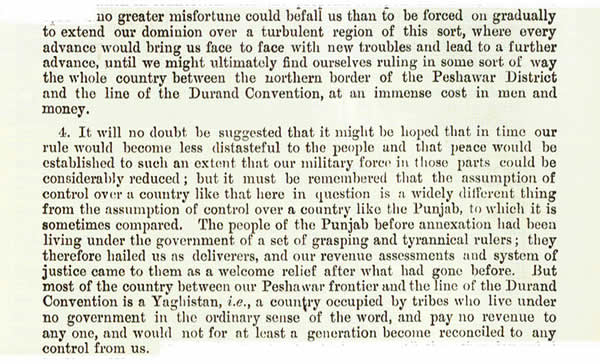 no greater misfortune could befall us than to be forced on gradually
to extend our dominion over a turbulent region of this sort, where every
advance would bring us face to face with new troubles and lead to a further
advance, until we might ultimately find ourselves ruling in some sort of way
the whole country between the northern border of the Peshawar District
and the line of the Durand Convention, at an immense cost in men and
money.
4. It will no doubt be suggested that it might be hoped that in time our
rule would become less distasteful to the people and that peace would be
established to such an extent that our military force in those parts could be
considerably reduced; but it must be remembered that the assumption of
control over a country like that here in question is a widely different thing
from the assumption of control over a country like the Punjab, to which it is
sometimes compared. The people of the Punjab before annexation had been
living under the government of a set of grasping and tyrannical rulers; they
therefore hailed us as deliverers, and our revenue assessments and system of
justice came to them as a welcome relief after what had gone before. But
most of the country between our Peshawar frontier and the line of the Durand
Convention is a Yaghistan, i.e., a country occupied by tribes who live under
no government in the ordinary sense of the word, and pay no revenue to
any one, and would not for at least a generation become reconciled to any
control from us.